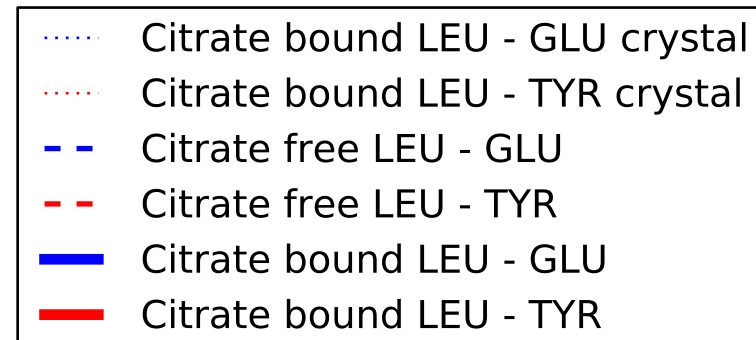 Citrate bound LEU - GLU crystal
Citrate bound LEU - TYR crystal
Citrate free LEU - GLU
Citrate free LEU - TYR
Citrate bound LEU - GLU
Citrate bound LEU - TYR